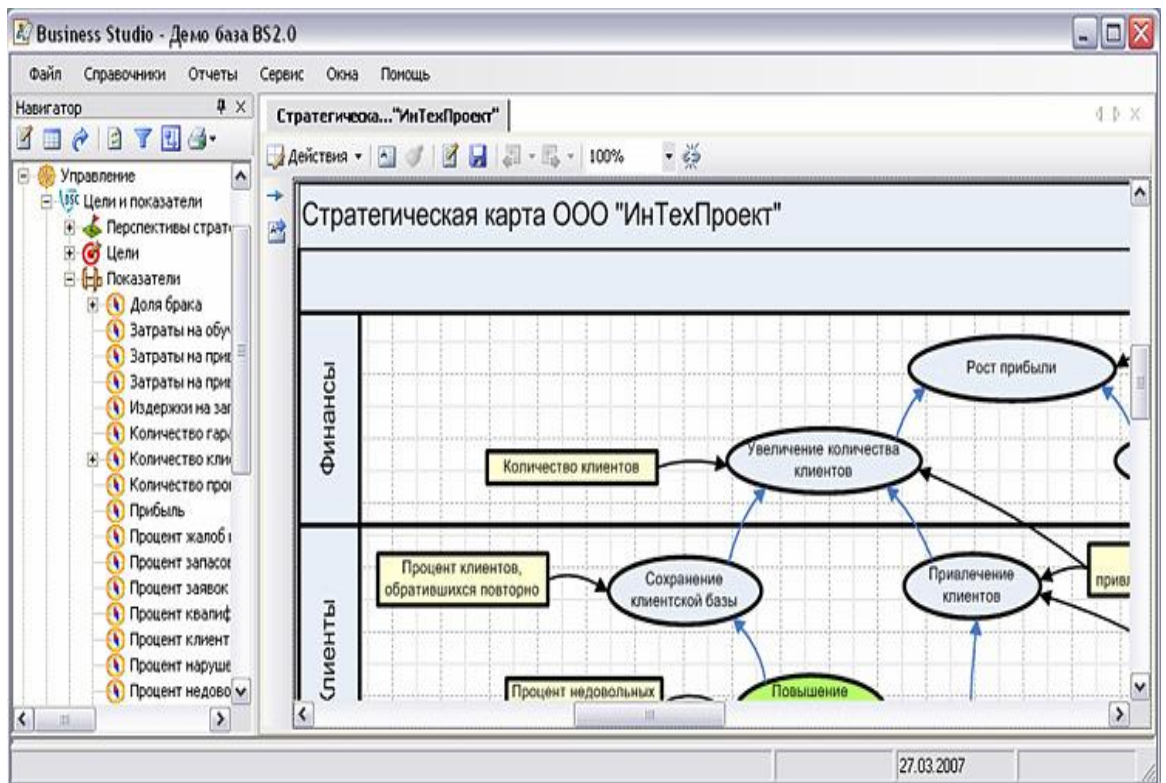 Business Studio - Демо база BS2.0
Файл Справочники Отчеты Сервис Окна Помощь
Навигатор
Управление
BSC Цели и показатели
Перспективы страт
Цели
Показатели
Доля брака
Затраты на обу
Затраты на при
Затраты на при
Издержки на за
Количество гар
Количество кли
Количество про
Прибыль
Процент жалоб
Процент запасо
Процент заявок
Процент квалиф
Процент клиент
Процент наруше
Процент недово
Стратегическа..."ИнТехПроект"
Действия 100%
Стратегическая карта ООО "ИнТехПроект"
Финансы
Рост прибыли
Увеличение количества
клиентов
Количество клиентов
Клиенты
Процент клиентов,
обратившихся повторно
Сохранение
клиентской базы
Привлечение
клиентов
привл
Процент недовольных
Повышение
27.03.2007